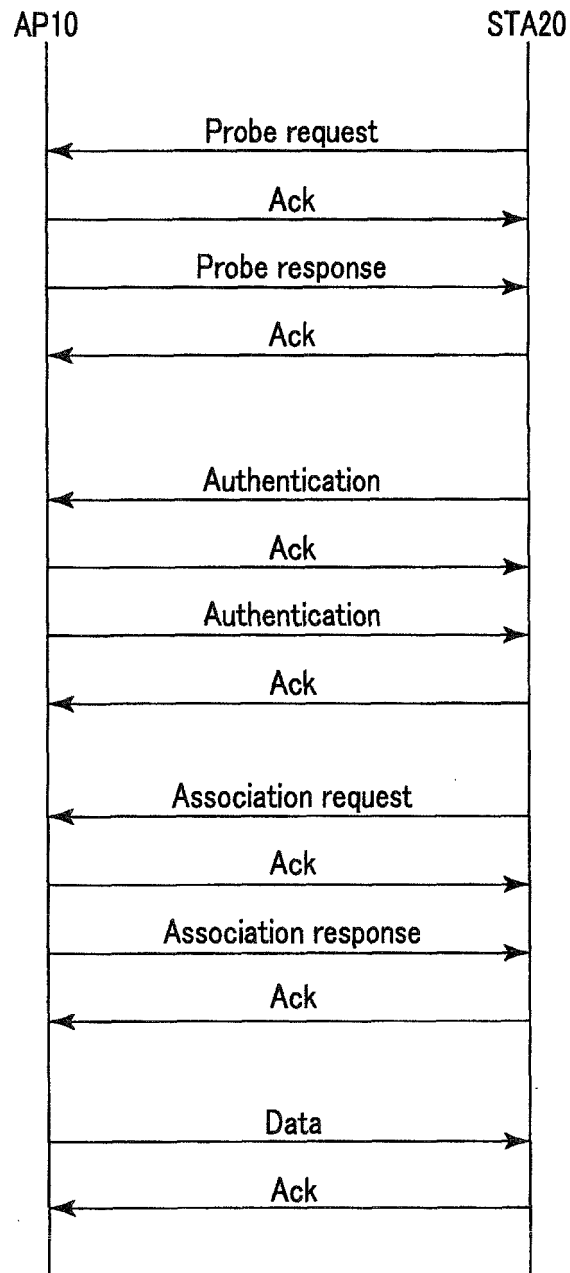 AP10
STA20
Probe request
Ack
Probe response
Ack
Authentication
Ack
Authentication
Ack
Association request
Ack
Association response
Ack
Data
Ack